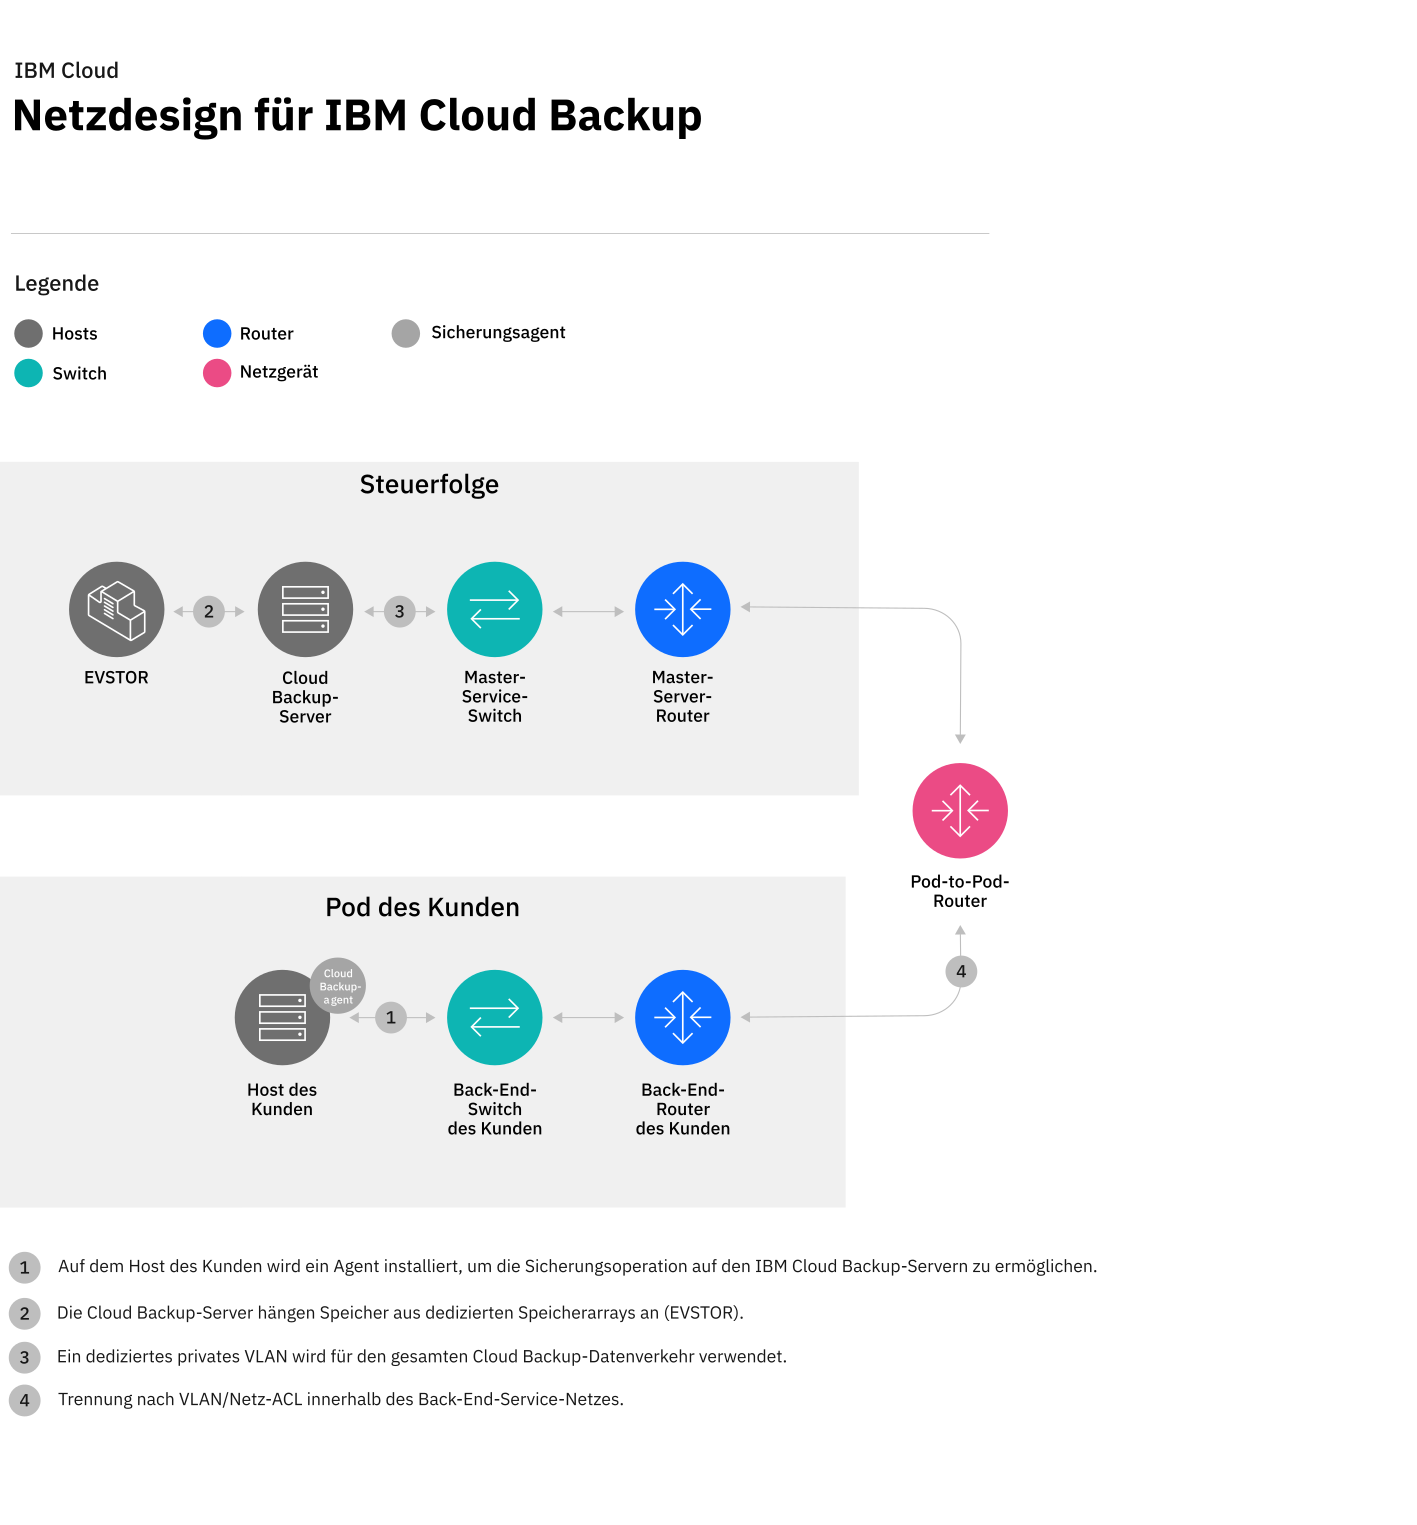 IBM Cloud
Netzdesign für IBM Cloud Backup
Legende
Hosts
Router
Sicherungsagent
Switch
Netzgerät
Steuerfolge
2
3
EVSTOR
Cloud
Backup-
Server
Master-
Service-
Switch
Master-
Server-
Router
Pod-to-Pod-
Router
4
Pod des Kunden
Cloud
Backup-
agent
1
Host des
Kunden
Back-End-
Switch
des Kunden
Back-End-
Router
des Kunden
1 Auf dem Host des Kunden wird ein Agent installiert, um die Sicherungsoperation auf den IBM Cloud Backup-Servern zu ermöglichen.
2 Die Cloud Backup-Server hängen Speicher aus dedizierten Speicherarrays an (EVSTOR).
3 Ein dediziertes privates VLAN wird für den gesamten Cloud Backup-Datenverkehr verwendet.
4 Trennung nach VLAN/Netz-ACL innerhalb des Back-End-Service-Netzes.